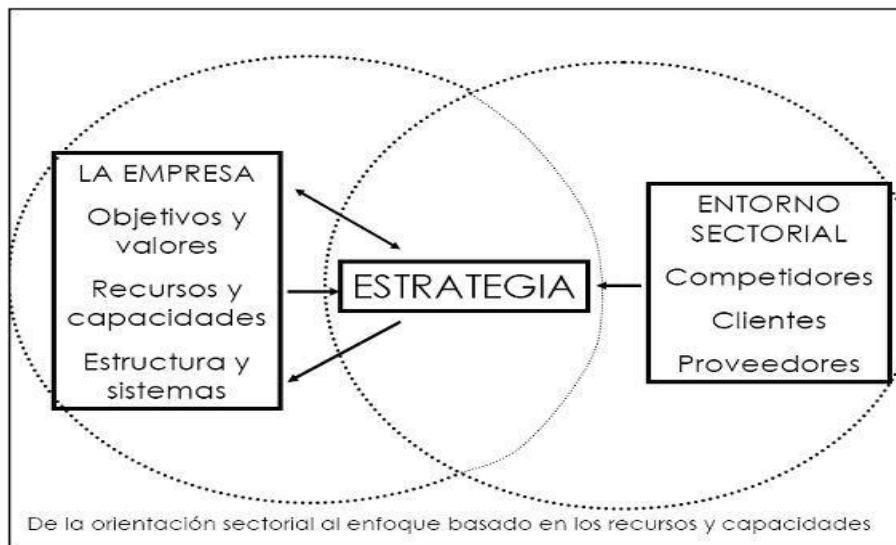 LA EMPRESA
Objetivos y
valores
Recursos y
capacidades
Estructura y
sistemas
ESTRATEGIA
ENTORNO
SECTORIAL
Competidores
Clientes
Proveedores
De la orientación sectorial al enfoque basado en los recursos y capacidades